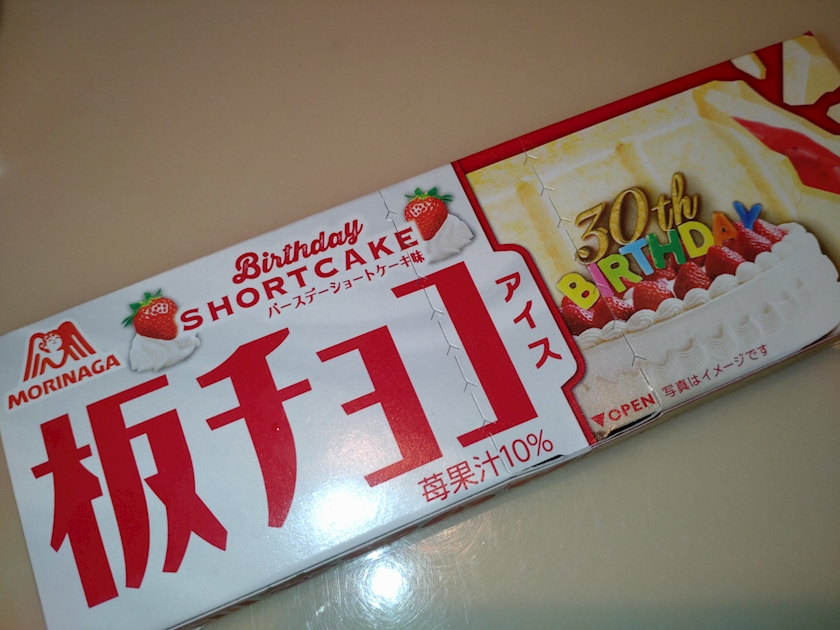 Birthday
SHORTCAKE
バースデーショートケーキ味
MORINAGA
板チョコ
アイス
苺果汁10%
30th
BIRTHDAY
OPEN
写真はイメージです